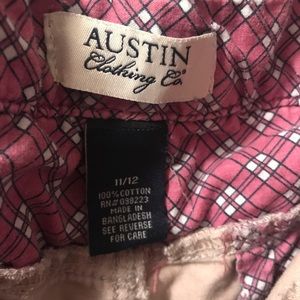 AUSTIN
Clothing Co.
11/12
100% COTTON
RN# 098223
MADE IN
BANGLADESH
SEE REVERSE
FOR CARE